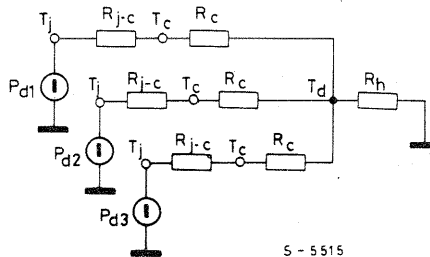 Tj Rj-c Tc Rc
Pd1
Tj Rj-c Tc Rc Td Rh
Pd2
Tj Rj-c Tc Rc
Pd3
S-5515